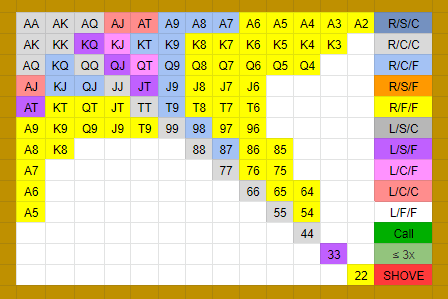 AA AK AQ AJ AT A9 A8 A7 A6 A5 A4 A3 A2 R/S/C
AK KK KQ KJ KT K9 K8 K7 K6 K5 K4 K3 R/C/C
AQ KQ QQ QJ QT Q9 Q8 Q7 Q6 Q5 Q4 R/C/F
AJ KJ QJ JJ JT J9 J8 J7 J6 R/S/F
AT KT QT JT TT T9 T8 T7 T6 R/F/F
A9 K9 Q9 J9 T9 99 98 97 96 L/S/C
A8 K8 88 87 86 85 L/S/F
A7 77 76 75 L/C/F
A6 66 65 64 L/C/C
A5 55 54 L/F/F
44 Call
33 ≤ 3x
22 SHOVE